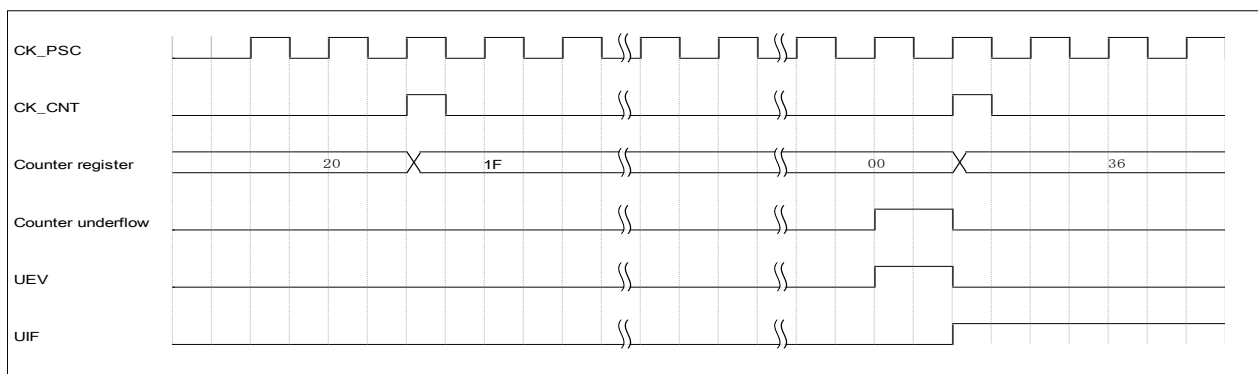 CK_PSC
CK_CNT
Counter register 20 1F 00 36
Counter underflow
UEV
UIF